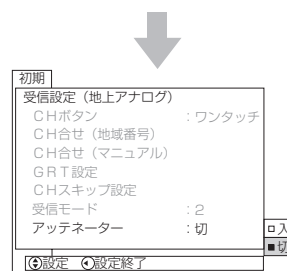 初期
受信設定（地上アナログ）
ＣＨボタン ：ワンタッチ
ＣＨ合せ（地域番号）
ＣＨ合せ（マニュアル）
ＧＲＴ設定
ＣＨスキップ設定
受信モード ：２
アッテネーター ：切
□入
■切
設定 設定終了